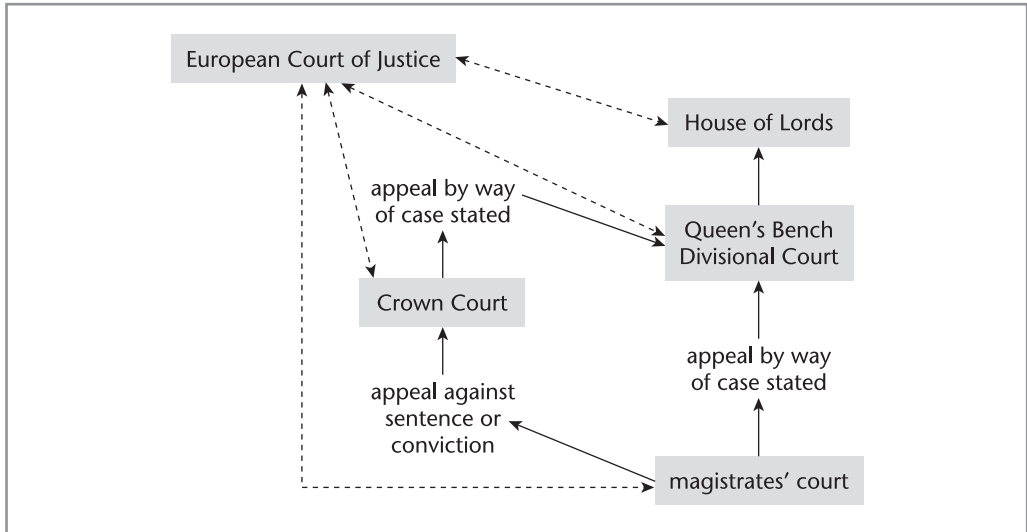 European Court of Justice
House of Lords
appeal by way
of case stated
Queen's Bench
Divisional Court
Crown Court
appeal by way
of case stated
appeal against
sentence or
conviction
magistrates' court